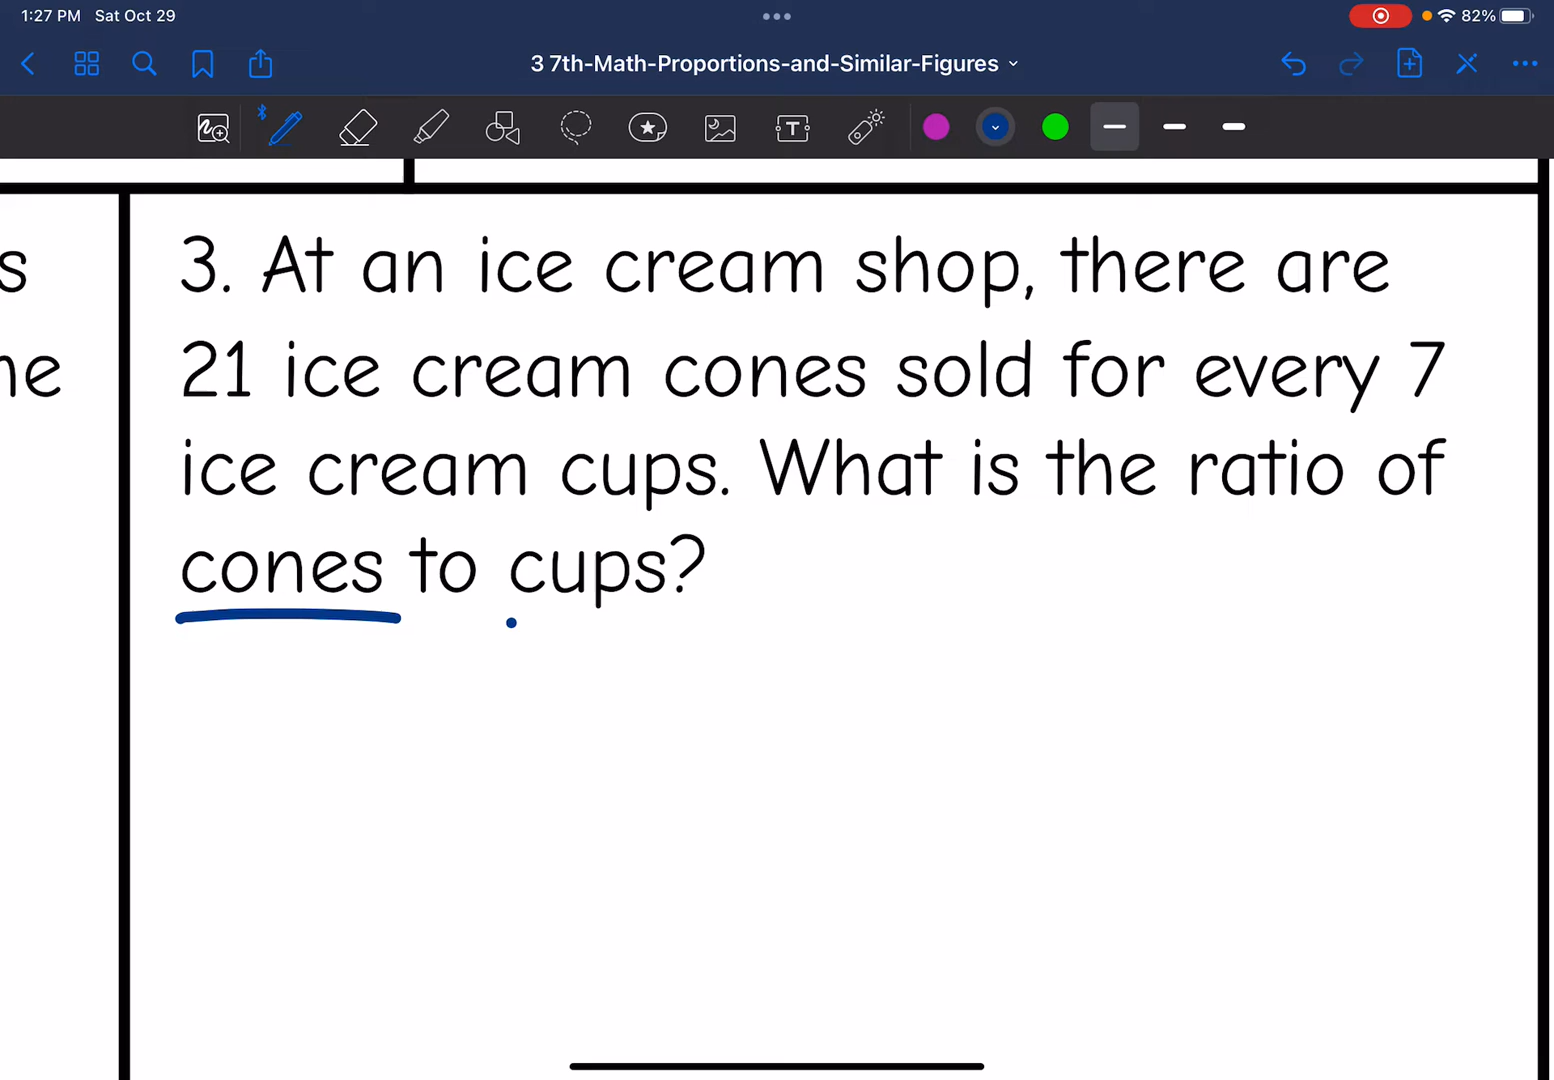 1:27 PM Sat Oct 29
82%
3 7th-Math-Proportions-and-Similar-Figures
T
s
ne
3. At an ice cream shop, there are
21 ice cream cones sold for every 7
ice cream cups. What is the ratio of
cones to cups?